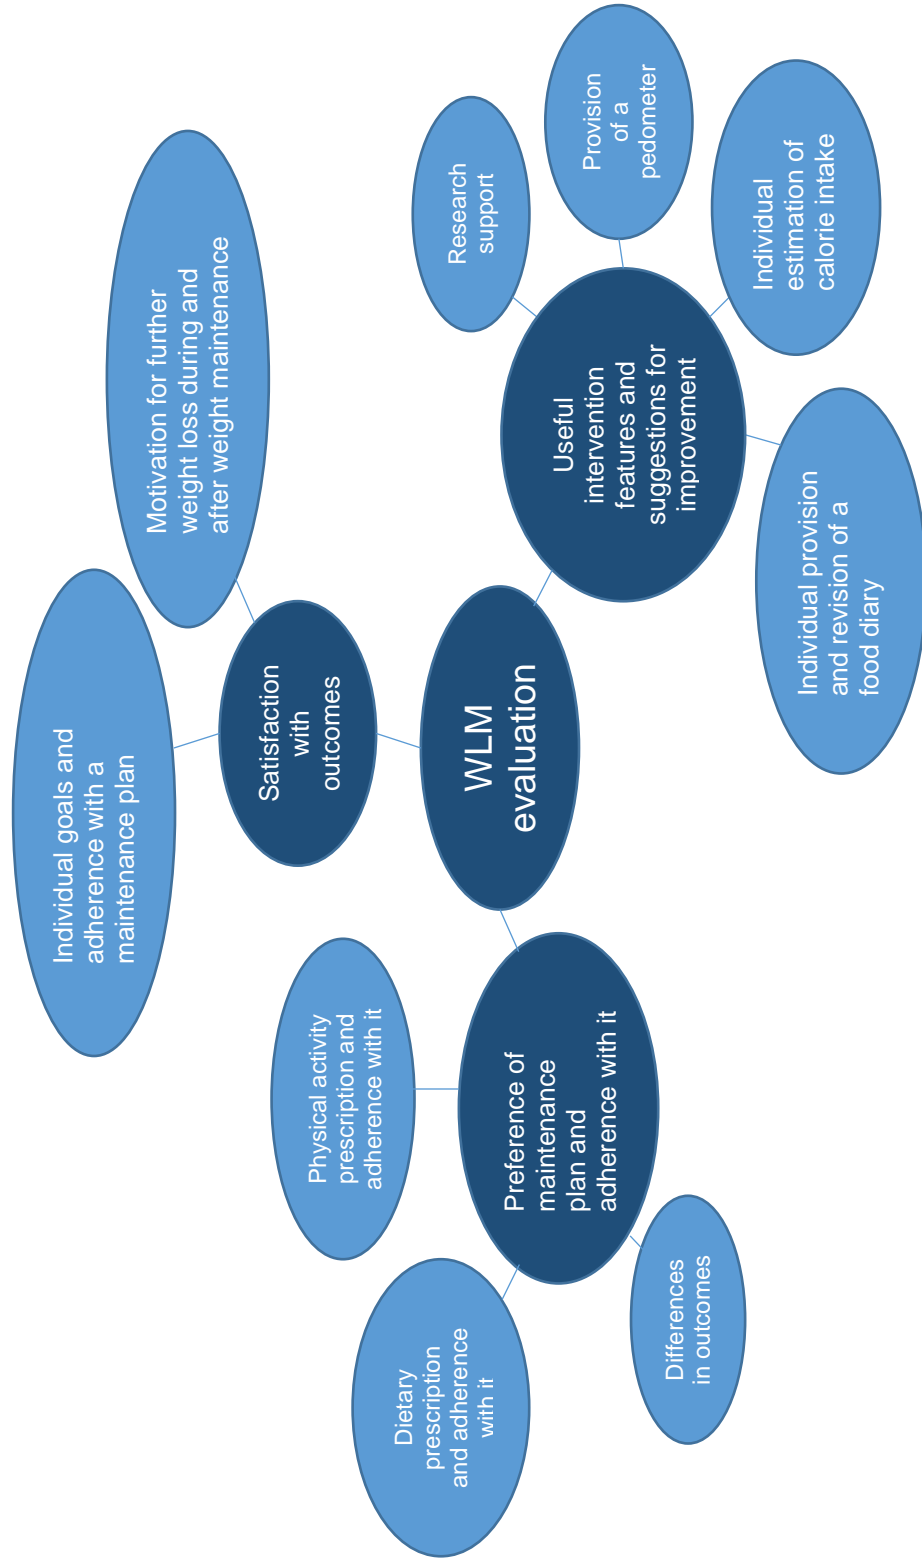 Individual goals and
adherence with a
maintenance plan
Motivation for further
weight loss during and
after weight maintenance
Satisfaction
with
outcomes
WLM
evaluation
Physical activity
prescription and
adherence with it
Dietary
prescription
and adherence
with it
Preference of
maintenance
plan and
adherence with it
Differences
in outcomes
Useful
intervention
features and
suggestions for
improvement
Research
support
Provision
of a
pedometer
Individual
estimation of
calorie intake
Individual provision
and revision of a
food diary